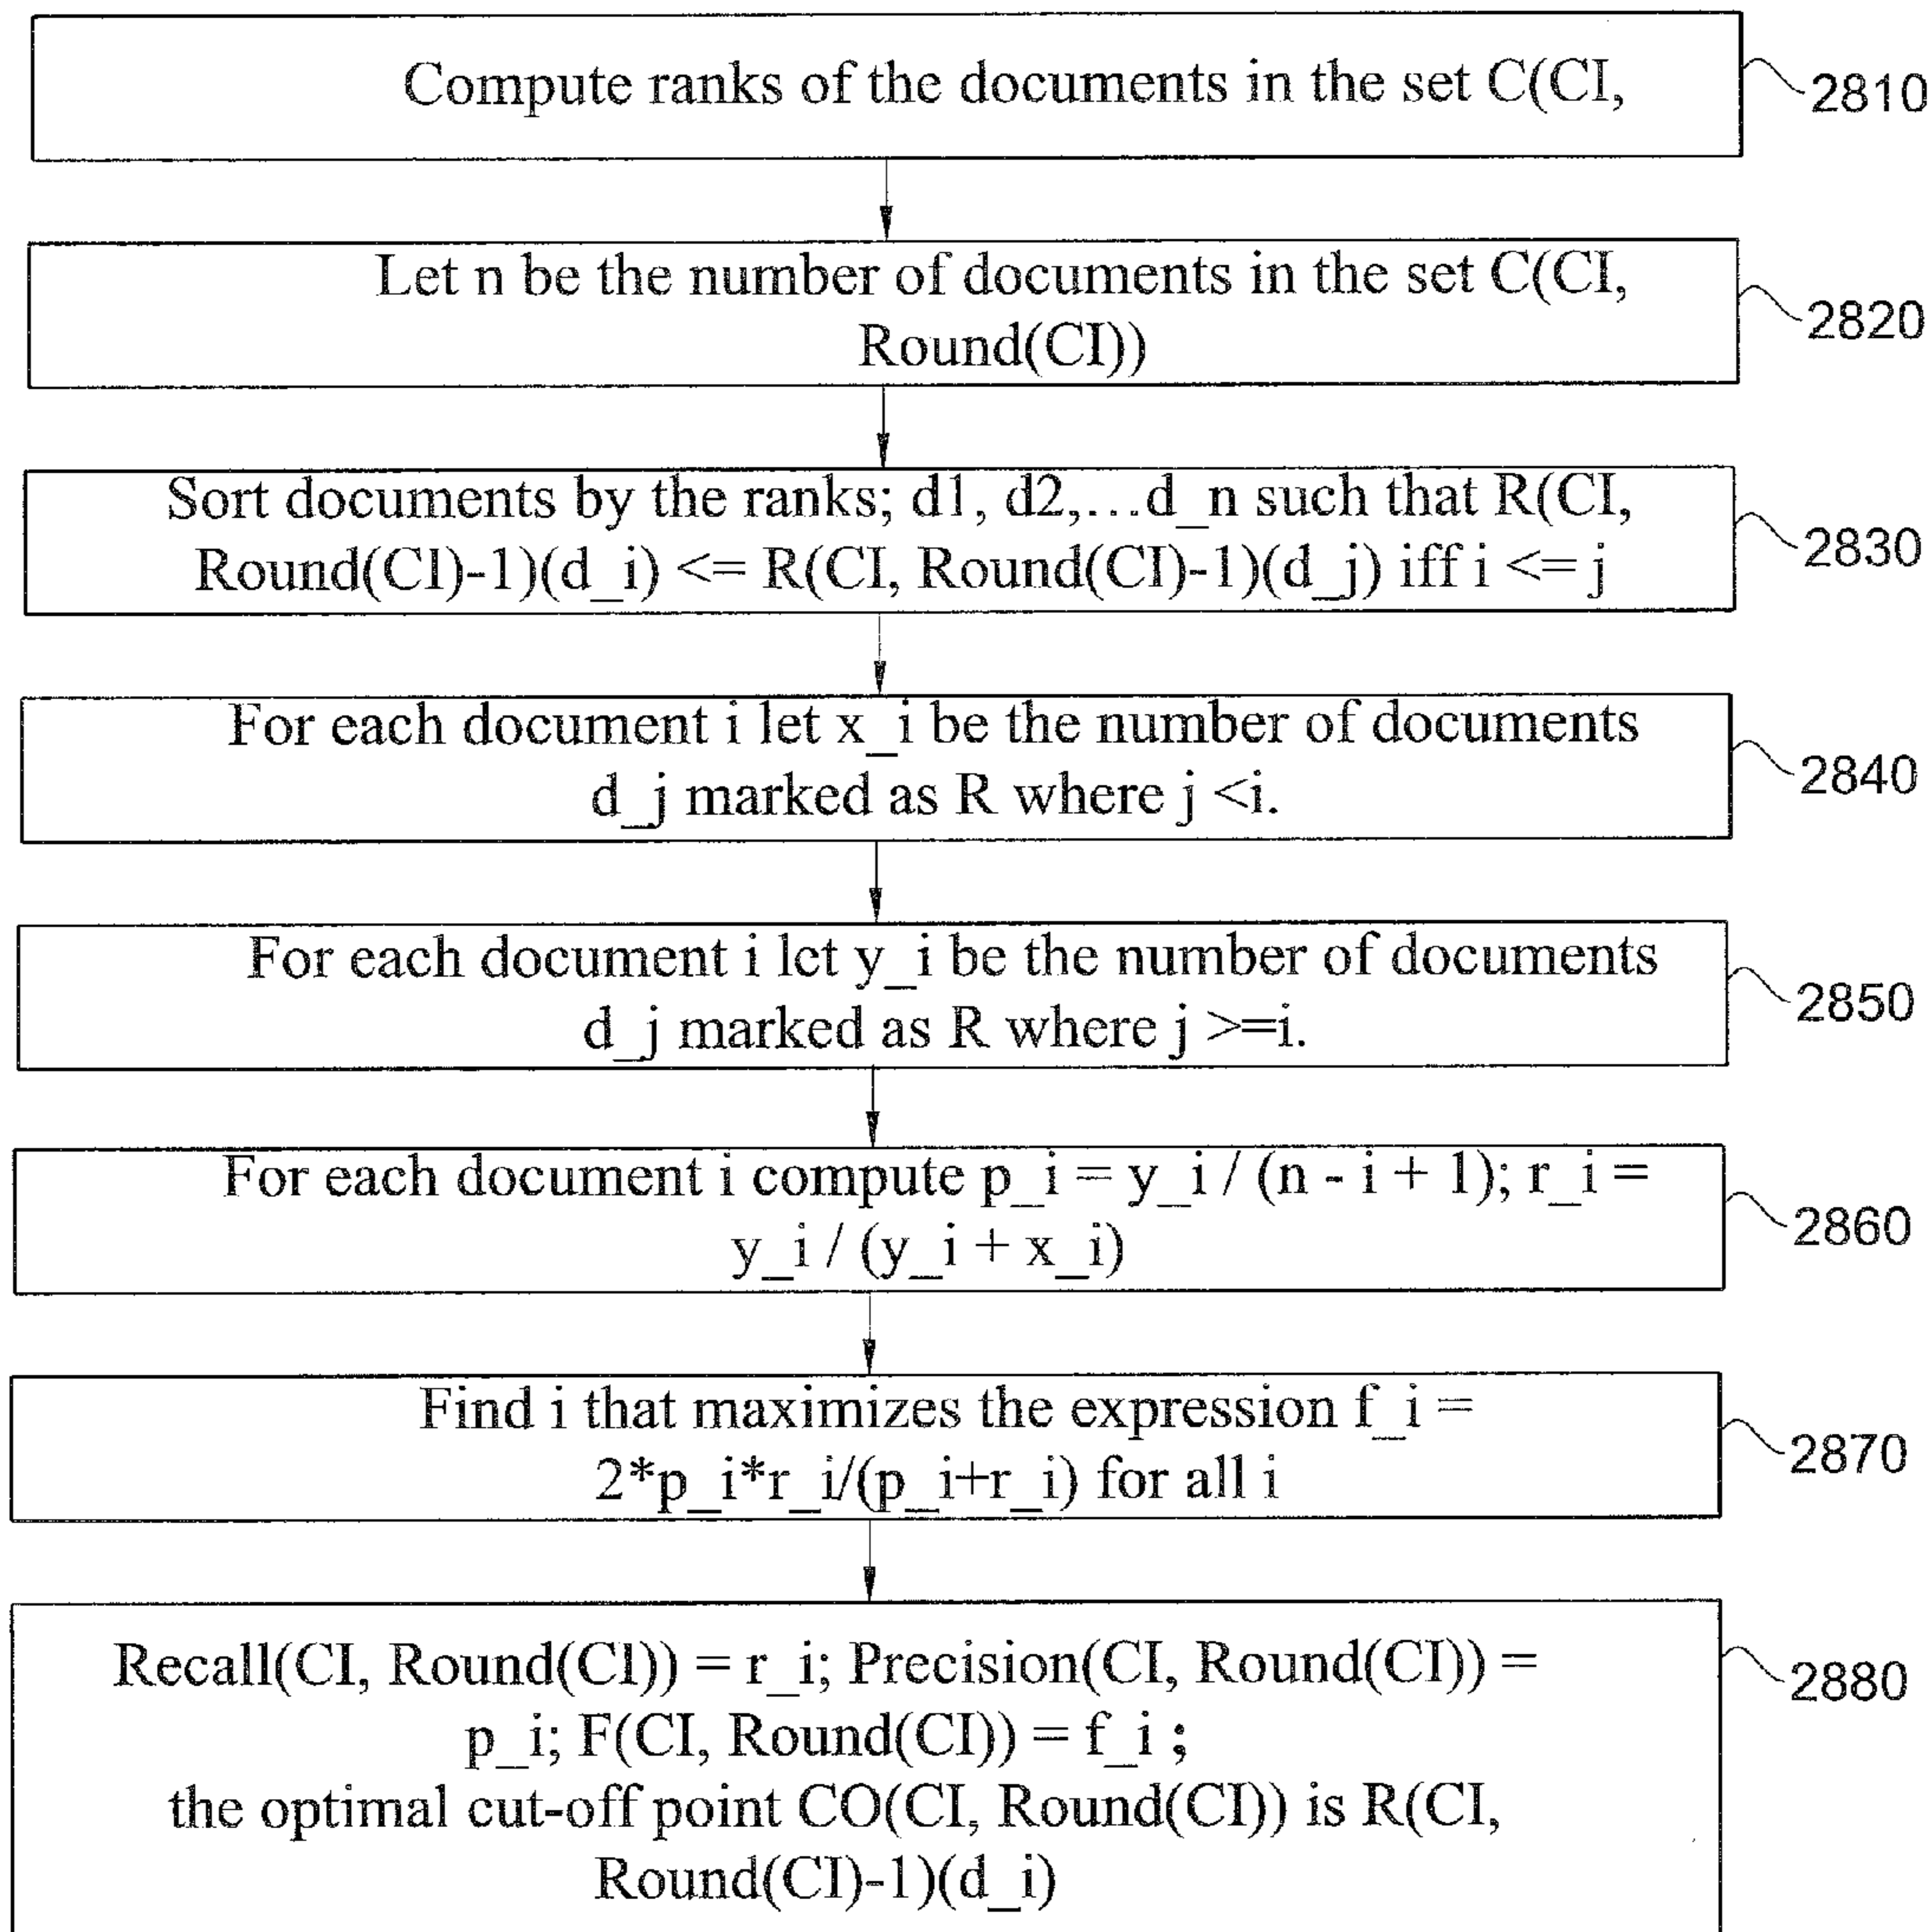 Compute ranks of the documents in the set C(CI,
2810
Let n be the number of documents in the set C(CI,
Round(CI))
2820
Sort documents by the ranks; d1, d2,...d_n such that R(CI,
Round(CI)-1)(d_i) <= R(CI, Round(CI)-1)(d_j) iff i <= j
2830
For each document i let x_i be the number of documents
d_j marked as R where j <i.
2840
For each document i let y_i be the number of documents
d_j marked as R where j >=i.
2850
For each document i compute p_i = y_i / (n - i + 1); r_i =
y_i / (y_i + x_i)
2860
Find i that maximizes the expression f_i =
2*p_i*r_i/(p_i+r_i) for all i
2870
Recall(CI, Round(CI)) = r_i; Precision(CI, Round(CI)) =
p_i; F(CI, Round(CI)) = f_i ;
the optimal cut-off point CO(CI, Round(CI)) is R(CI,
Round(CI)-1)(d_i)
2880